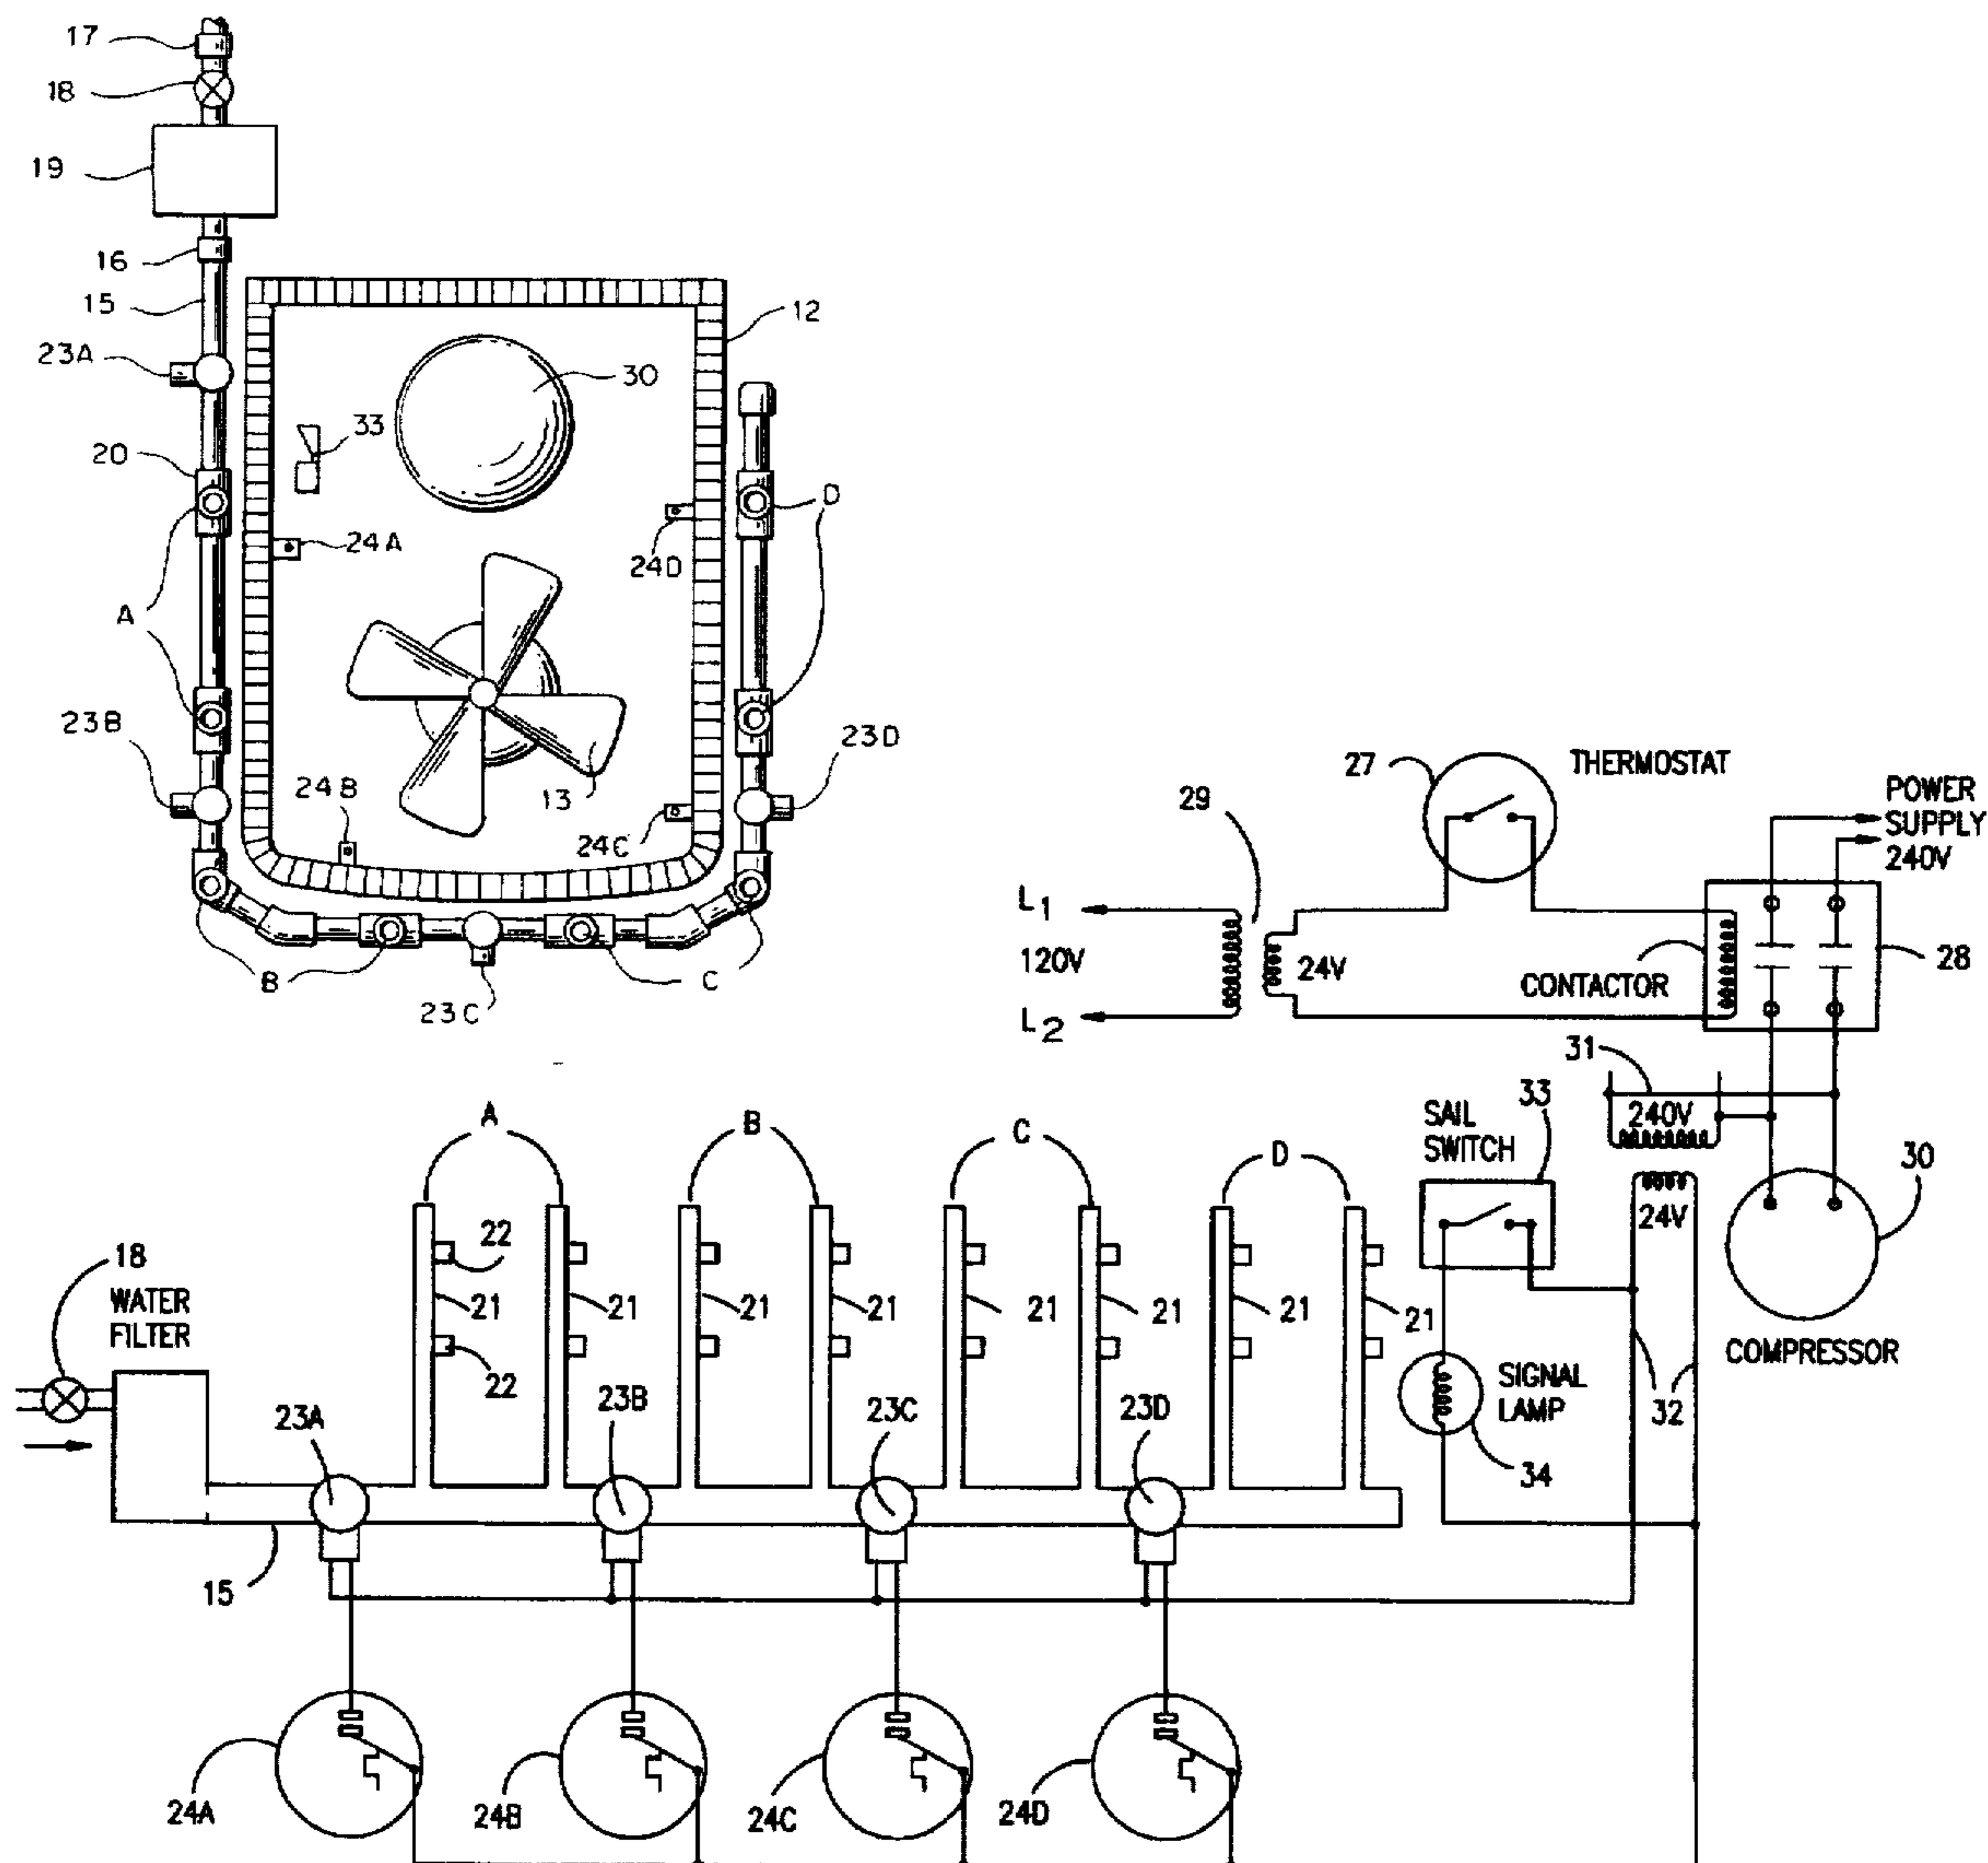 17
18
19
16
15
12
23A
30
33
20
D
24A
24D
A
23B
23D
24B
13
24C
B
C
23C
27
THERMOSTAT
29
POWER
SUPPLY
240V
L1
120V
24V
CONTACTOR
28
L2
31
33
SAIL
SWITCH
240V
30
24V
A
B
C
D
18
WATER
FILTER
22
21
21
21
21
21
21
21
21
22
COMPRESSOR
SIGNAL
LAMP
32
23A
23B
23C
23D
34
15
24A
24B
24C
24D